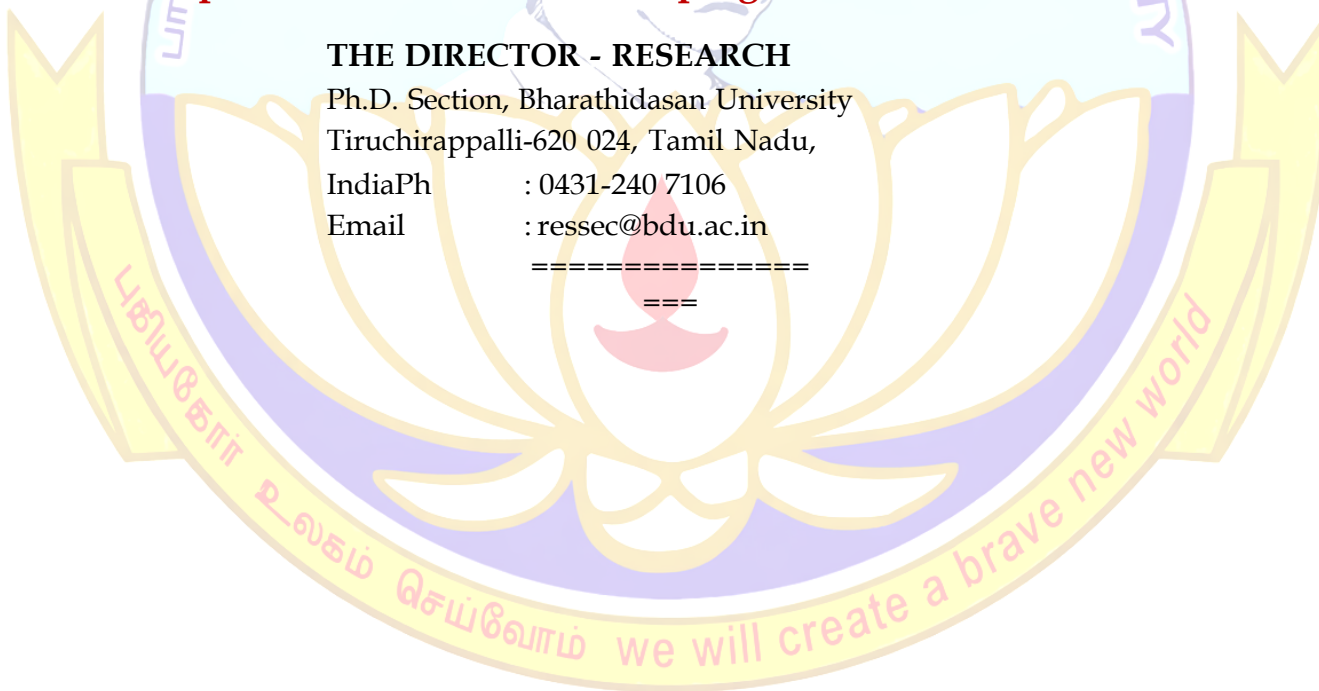 THE DIRECTOR - RESEARCH
Ph.D. Section, Bharathidasan University
Tiruchirappalli-620 024, Tamil Nadu,
IndiaPh : 0431-240 7106
Email : ressec@bdu.ac.in
===============
===
புதியதோர் உலகம் செய்வோம் we will create a brave new world